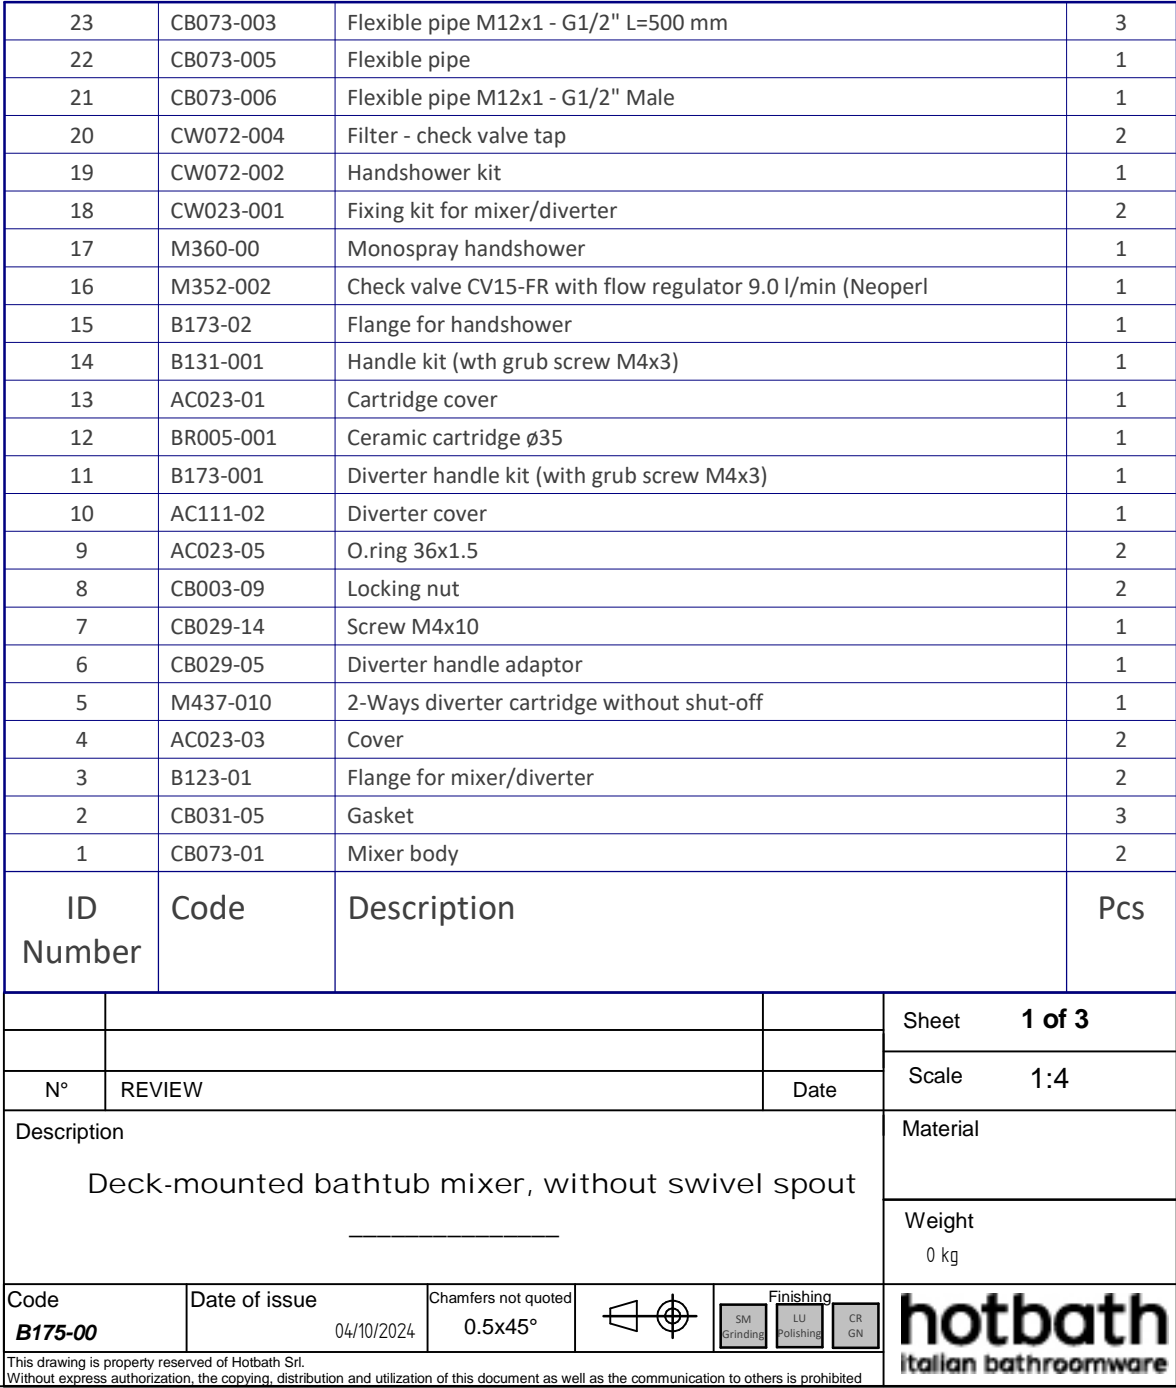 23 CB073-003 Flexible pipe M12x1 - G1/2" L=500 mm 3
22 CB073-005 Flexible pipe 1
21 CB073-006 Flexible pipe M12x1 - G1/2" Male 1
20 CW072-004 Filter - check valve tap 2
19 CW072-002 Handshower kit 1
18 CW023-001 Fixing kit for mixer/diverter 2
17 M360-00 Monospray handshower 1
16 M352-002 Check valve CV15-FR with flow regulator 9.0 l/min (Neoperl 1
15 B173-02 Flange for handshower 1
14 B131-001 Handle kit (wth grub screw M4x3) 1
13 AC023-01 Cartridge cover 1
12 BR005-001 Ceramic cartridge ø35 1
11 B173-001 Diverter handle kit (with grub screw M4x3) 1
10 AC111-02 Diverter cover 1
9 AC023-05 O.ring 36x1.5 2
8 CB003-09 Locking nut 2
7 CB029-14 Screw M4x10 1
6 CB029-05 Diverter handle adaptor 1
5 M437-010 2-Ways diverter cartridge without shut-off 1
4 AC023-03 Cover 2
3 B123-01 Flange for mixer/diverter 2
2 CB031-05 Gasket 3
1 CB073-01 Mixer body 2
ID Code Description Pcs
Number
Sheet 1 of 3
Scale 1:4
N° REVIEW Date
Description
Material
Deck-mounted bathtub mixer, without swivel spout
_______________
Weight
0 kg
Code Date of issue Chamfers not quoted Finishing
B175-00 04/10/2024 0.5x45°
SM LU CR
Grinding Polishing GN
hotbath
italian bathroomware
This drawing is property reserved of Hotbath Srl.
Without express authorization, the copying, distribution and utilization of this document as well as the communication to others is prohibited